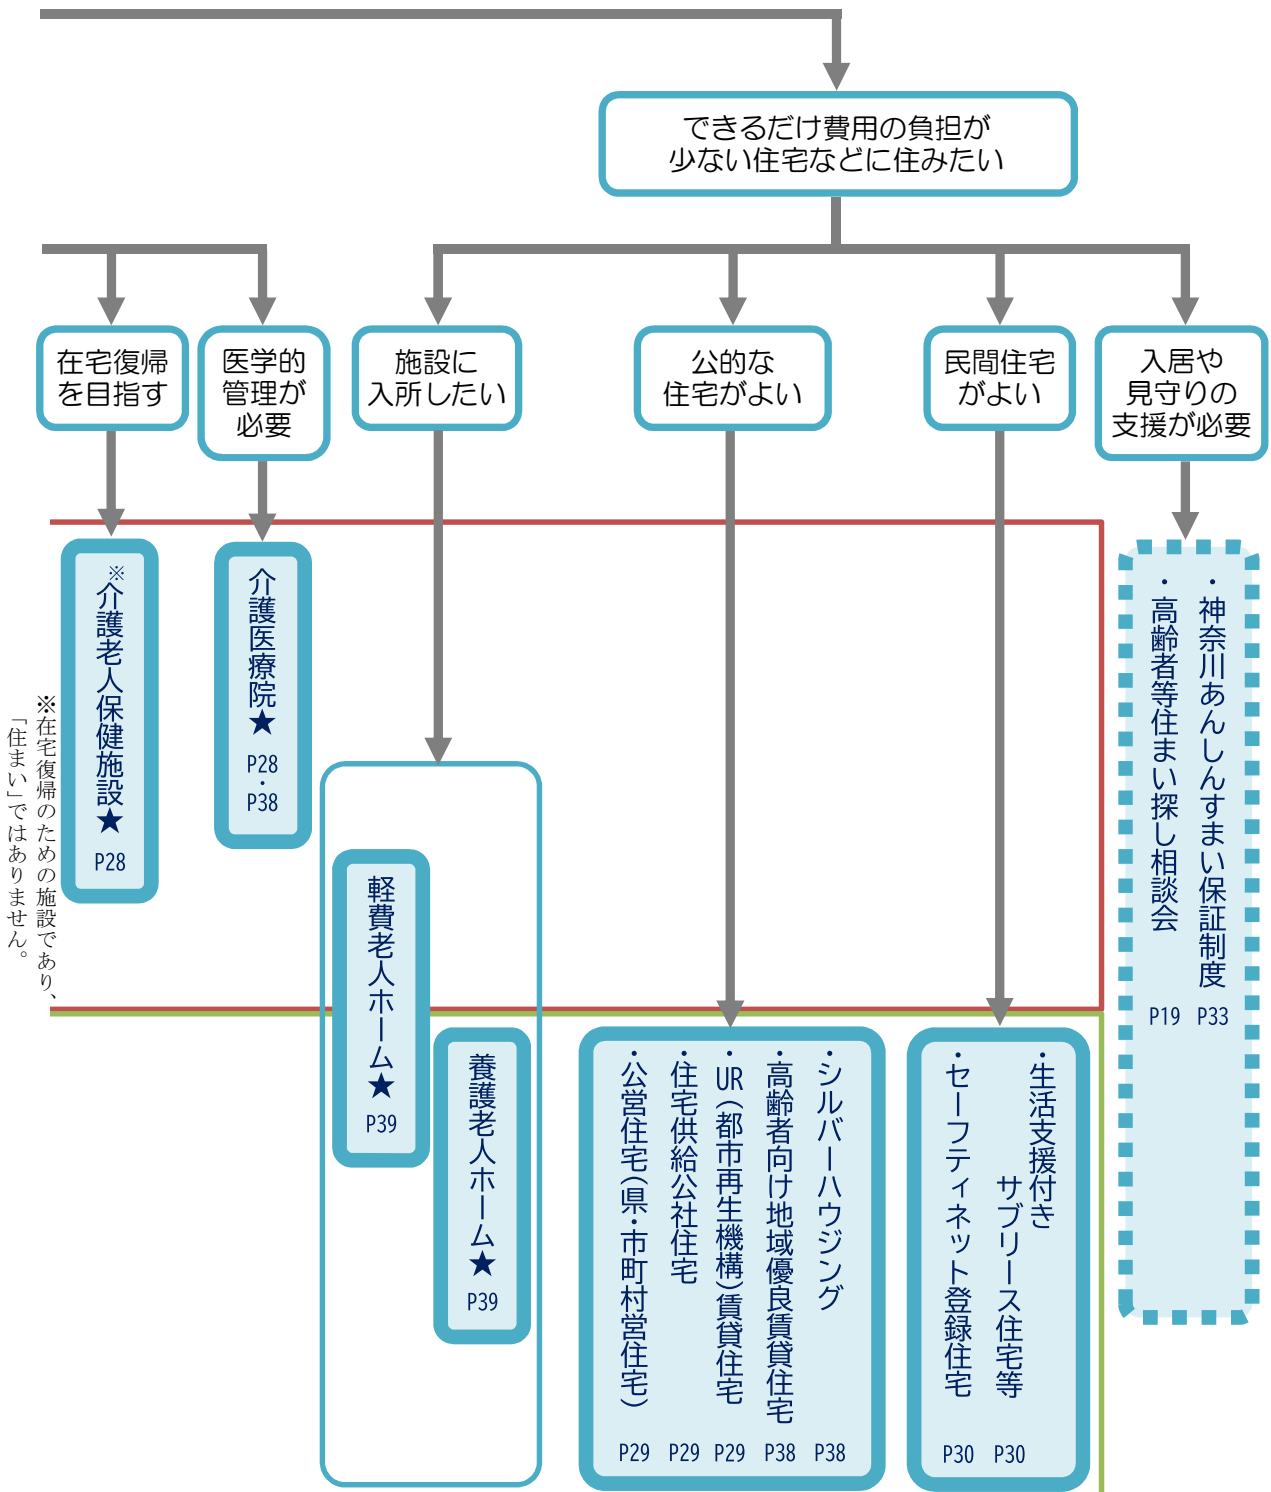 できるだけ費用の負担が
少ない住宅などに住みたい
在宅復帰
を目指す
医学的
管理が
必要
施設に
入所したい
公的な
住宅がよい
民間住宅
がよい
入居や
見守りの
支援が必要
・神奈川あんしんすまい保証制度 P33
・高齢者等住まい探し相談会 P19
・生活支援付き
サブリース住宅等 P30
・セーフティネット登録住宅 P30
・シルバーハウジング P38
・高齢者向け地域優良賃貸住宅 P38
・UR(都市再生機構)賃貸住宅 P29
・住宅供給公社住宅 P29
・公営住宅(県・市町村営住宅) P29
養護老人ホーム★ P39
軽費老人ホーム★ P39
介護医療院★ P28・P38
※介護老人保健施設★ P28
※在宅復帰のための施設であり、
「住まい」ではありません。